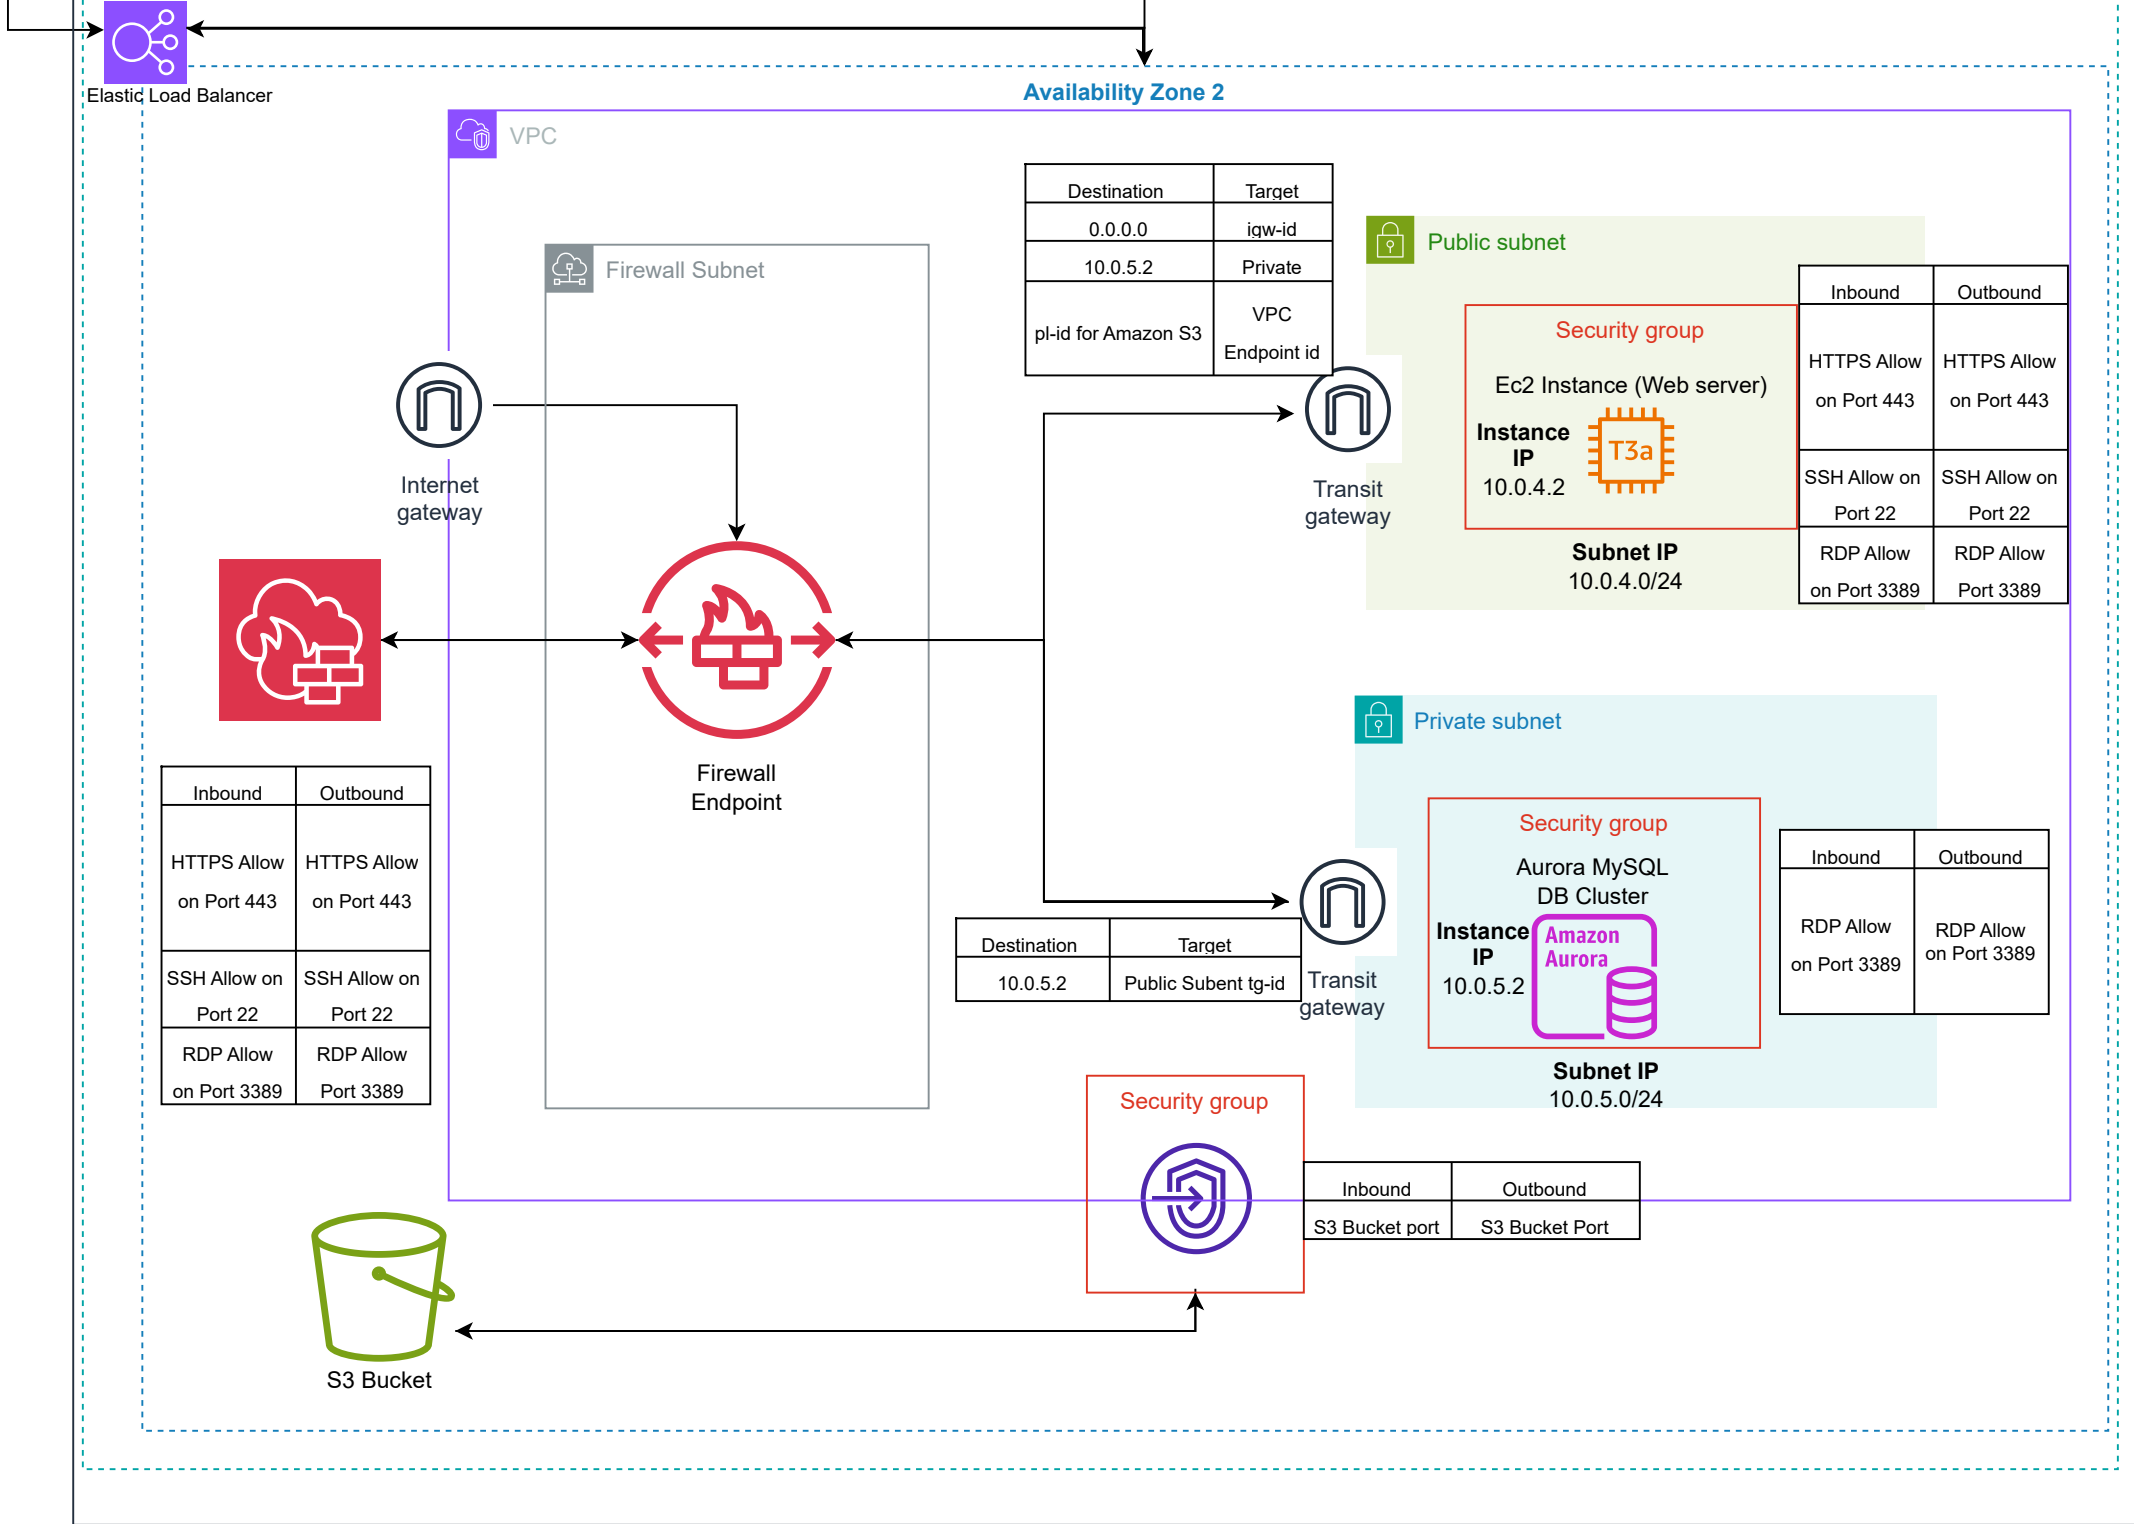 Elastic Load Balancer
Availability Zone 2
VPC
Destination
Target
0.0.0.0
igw-id
10.0.5.2
Private
pl-id for Amazon S3
VPC
Endpoint id
Public subnet
Firewall Subnet
Inbound
Outbound
Security group
HTTPS Allow
on Port 443
HTTPS Allow
on Port 443
Ec2 Instance (Web server)
Instance
IP
10.0.4.2
T3a
SSH Allow on
Port 22
SSH Allow on
Port 22
RDP Allow
on Port 3389
RDP Allow
Port 3389
Subnet IP
10.0.4.0/24
Internet
gateway
Transit
gateway
Firewall
Endpoint
Private subnet
Inbound
Outbound
HTTPS Allow
on Port 443
HTTPS Allow
on Port 443
SSH Allow on
Port 22
SSH Allow on
Port 22
RDP Allow
on Port 3389
RDP Allow
Port 3389
Security group
Aurora MySQL
DB Cluster
Instance
IP
10.0.5.2
Amazon
Aurora
Inbound
Outbound
RDP Allow
on Port 3389
RDP Allow
on Port 3389
Destination
Target
10.0.5.2
Public Subent tg-id
Transit
gateway
Subnet IP
10.0.5.0/24
Security group
Inbound
Outbound
S3 Bucket port
S3 Bucket Port
S3 Bucket